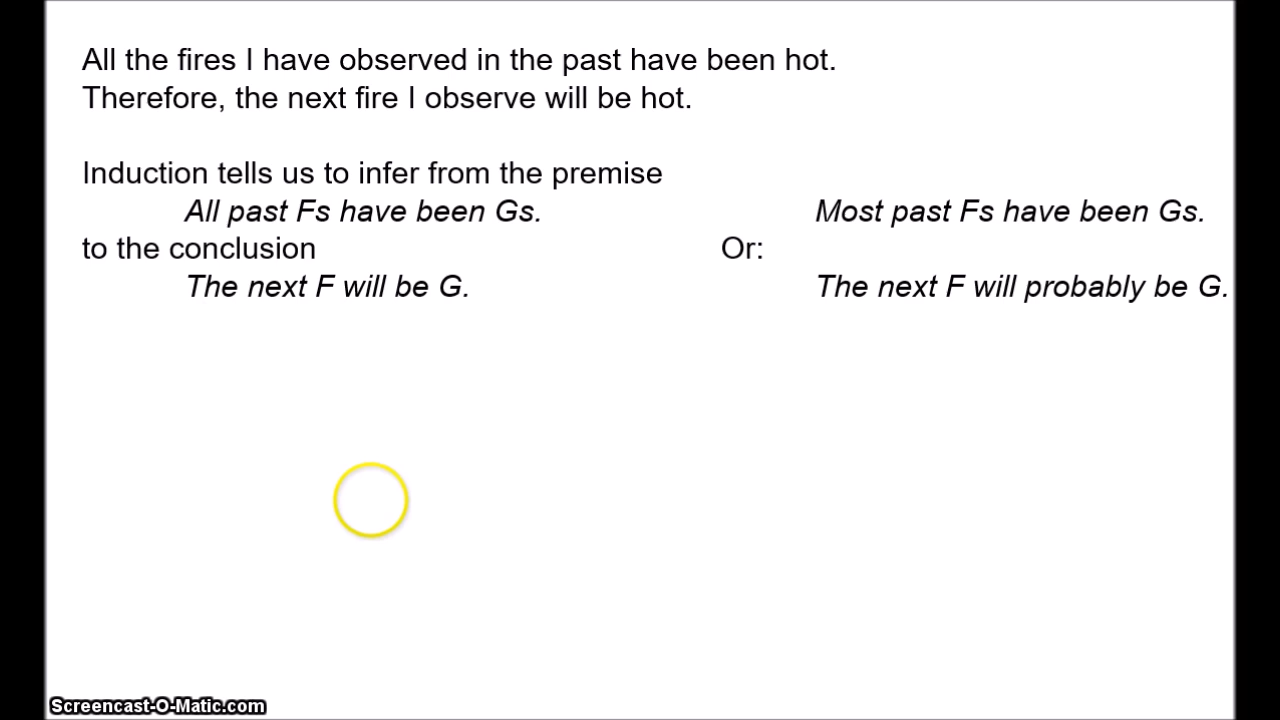 All the fires I have observed in the past have been hot.
Therefore, the next fire I observe will be hot.
Induction tells us to infer from the premise
All past Fs have been Gs.
to the conclusion
The next F will be G.
Or:
Most past Fs have been Gs.
The next F will probably be G.
Screencast-O-Matic.com